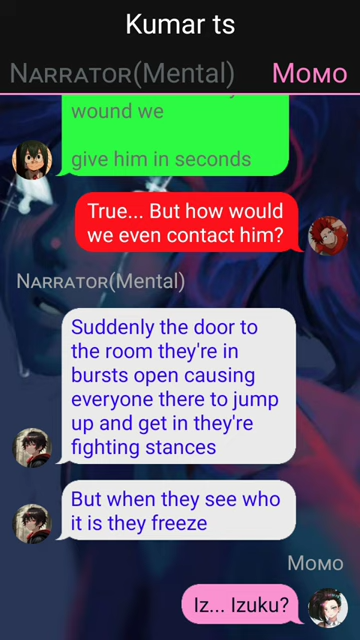 Kumar ts
Narrator(Mental)
Momo
wound we
give him in seconds
True... But how would
we even contact him?
Narrator(Mental)
Suddenly the door to
the room they're in
bursts open causing
everyone there to jump
up and get in they're
fighting stances
But when they see who
it is they freeze
Momo
Iz... Izuku?